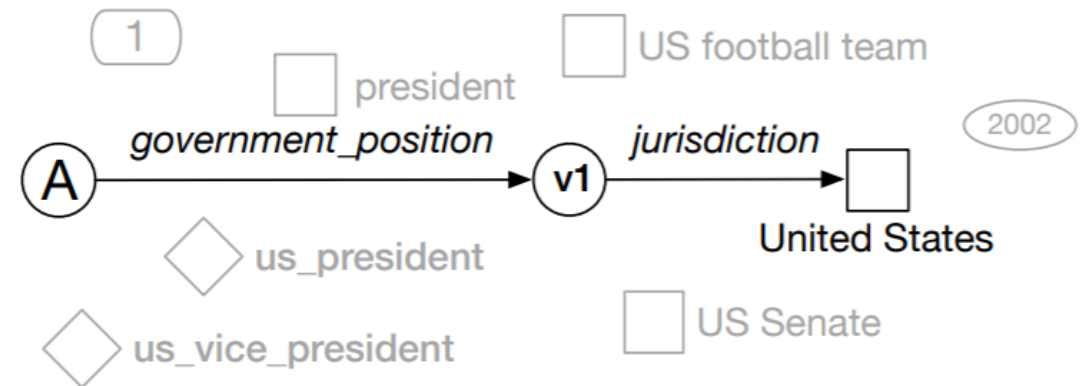 1
US football team
president
2002
government_position
jurisdiction
A
v1
United States
us_president
US Senate
us_vice_president